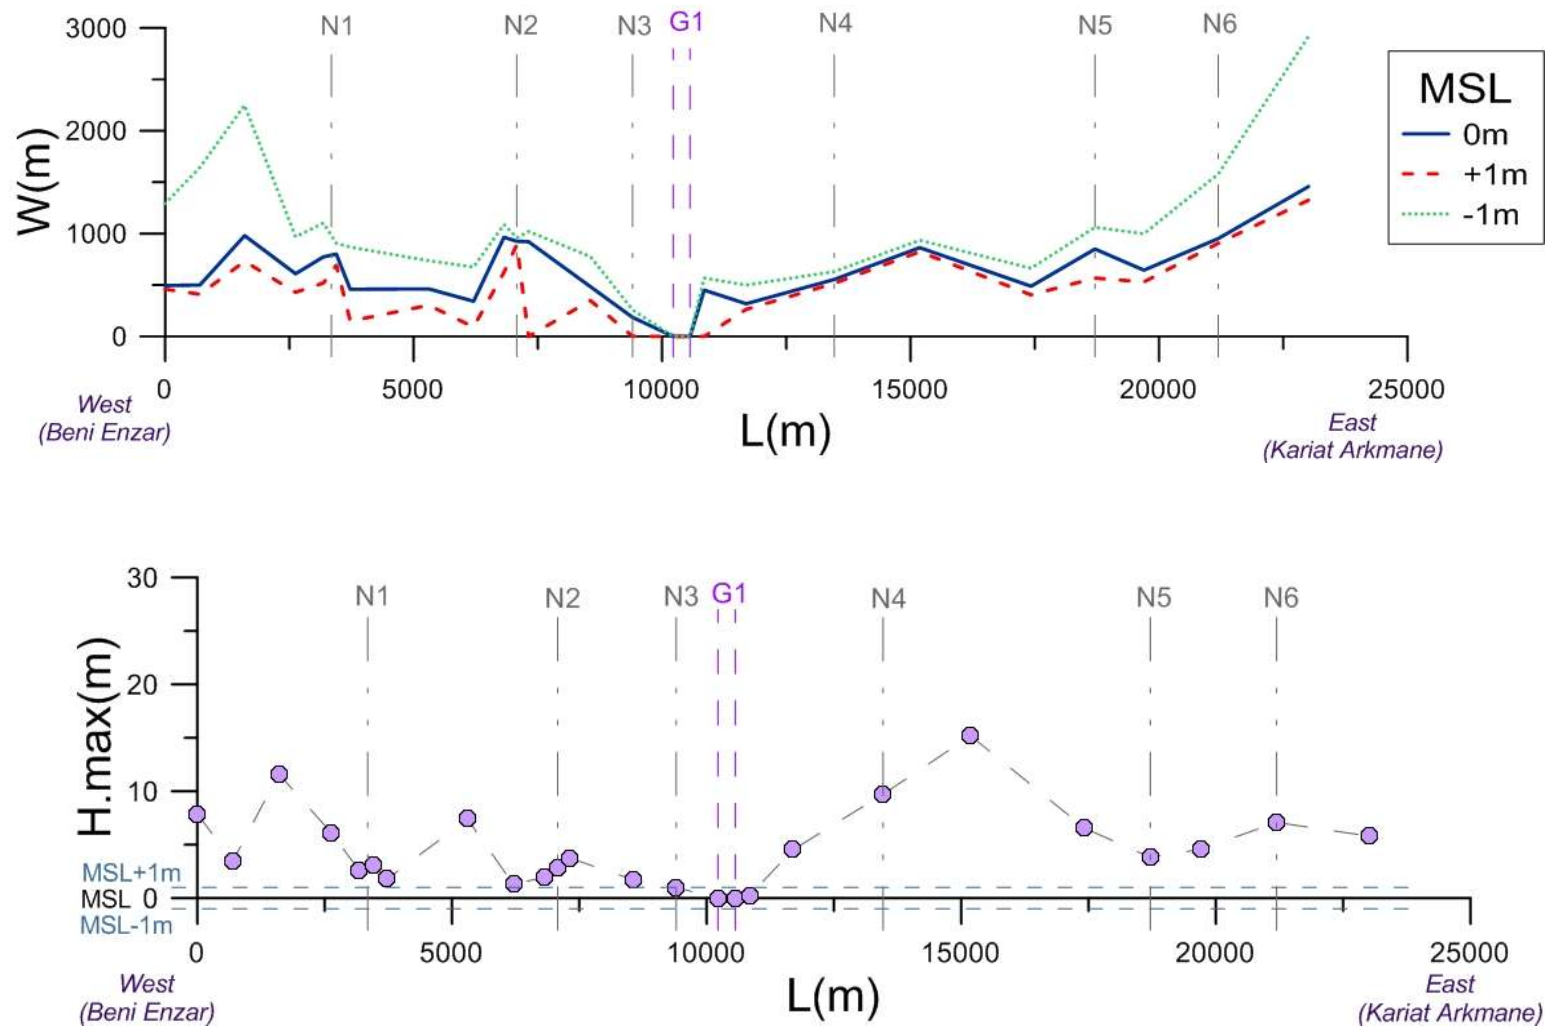 N1 N2 N3 G1 N4 N5 N6
3000
2000
1000
0
W(m)
MSL
0m
+1m
-1m
0 5000 10000 15000 20000 25000
West
(Beni Enzar)
L(m)
East
(Kariat Arkmane)
N1 N2 N3 G1 N4 N5 N6
30
20
10
0
H.max(m)
MSL+1m
MSL
MSL-1m
0 5000 10000 15000 20000 25000
West
(Beni Enzar)
L(m)
East
(Kariat Arkmane)